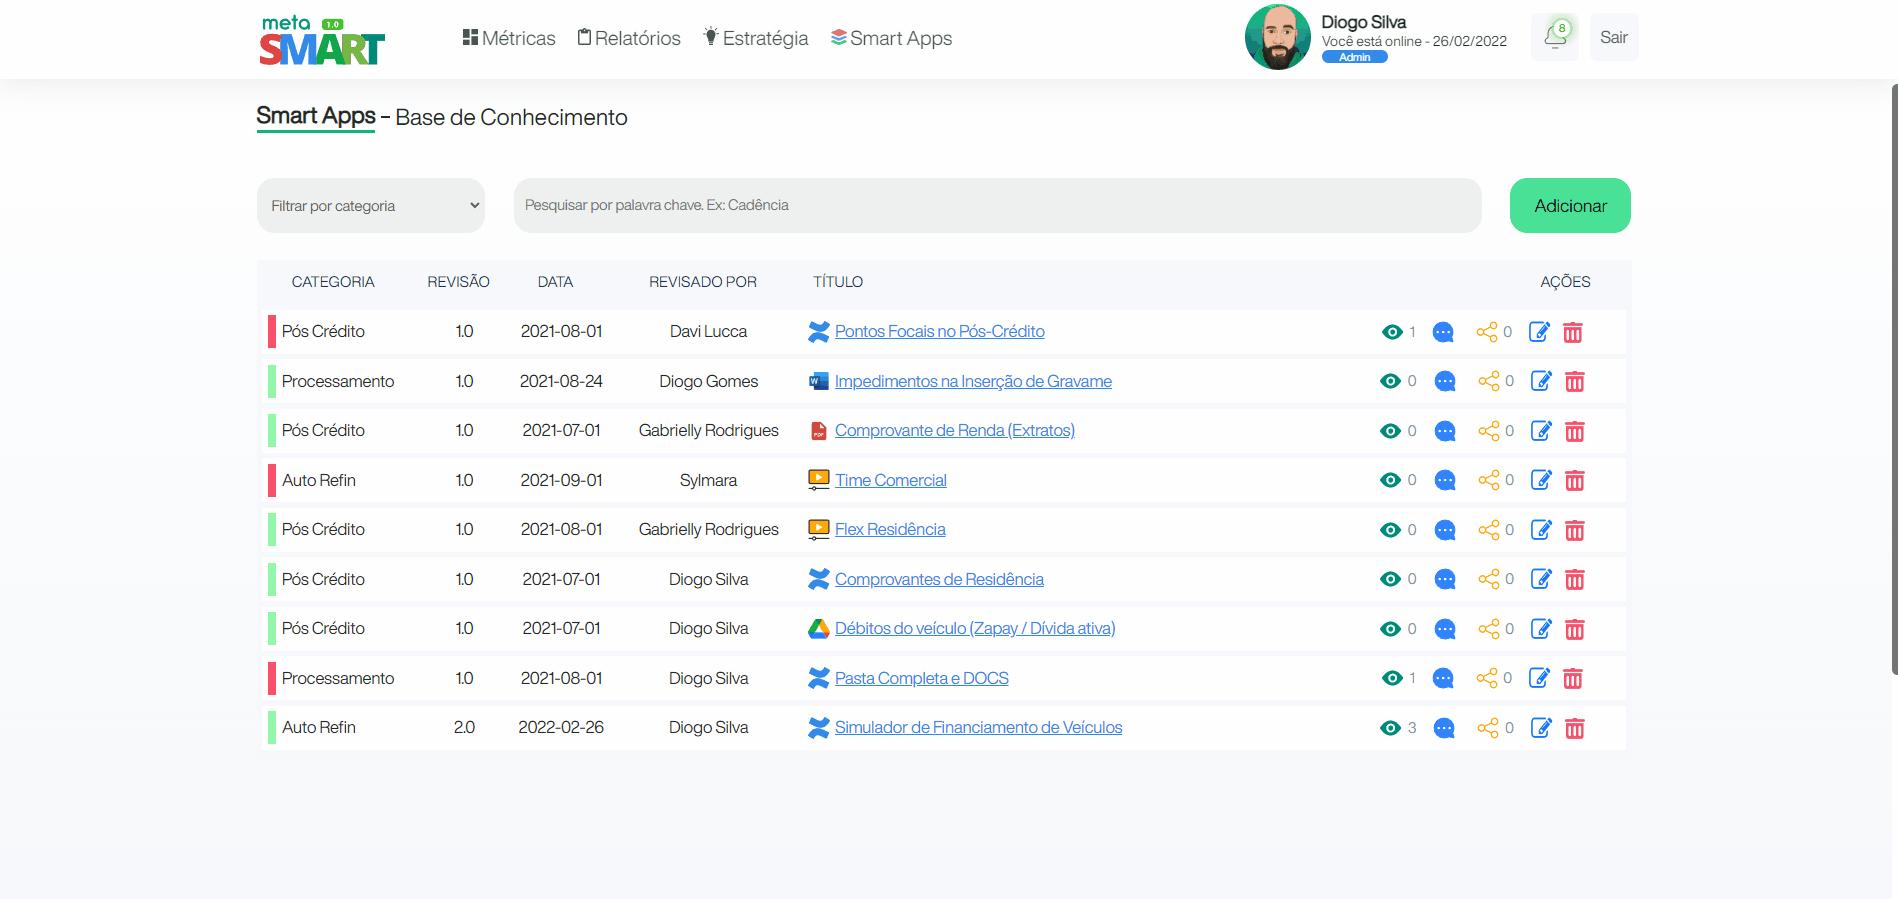 meta 1.0
SMART
Métricas Relatórios Estratégia Smart Apps
Diogo Silva
Você está online - 26/02/2022
Admin
8
Sair
Smart Apps - Base de Conhecimento
Filtrar por categoria Pesquisar por palavra chave. Ex: Cadência Adicionar
CATEGORIA REVISÃO DATA REVISADO POR TÍTULO AÇÕES
Pós Crédito 1.0 2021-08-01 Davi Lucca Pontos Focais no Pós-Crédito 1 0
Processamento 1.0 2021-08-24 Diogo Gomes W Impedimentos na Inserção de Gravame 0 0
Pós Crédito 1.0 2021-07-01 Gabrielly Rodrigues PDF Comprovante de Renda (Extratos) 0 0
Auto Refin 1.0 2021-09-01 Sylmara Time Comercial 0 0
Pós Crédito 1.0 2021-08-01 Gabrielly Rodrigues Flex Residência 0 0
Pós Crédito 1.0 2021-07-01 Diogo Silva Comprovantes de Residência 0 0
Pós Crédito 1.0 2021-07-01 Diogo Silva Débitos do veículo (Zapay / Dívida ativa) 0 0
Processamento 1.0 2021-08-01 Diogo Silva Pasta Completa e DOCS 1 0
Auto Refin 2.0 2022-02-26 Diogo Silva Simulador de Financiamento de Veículos 3 0